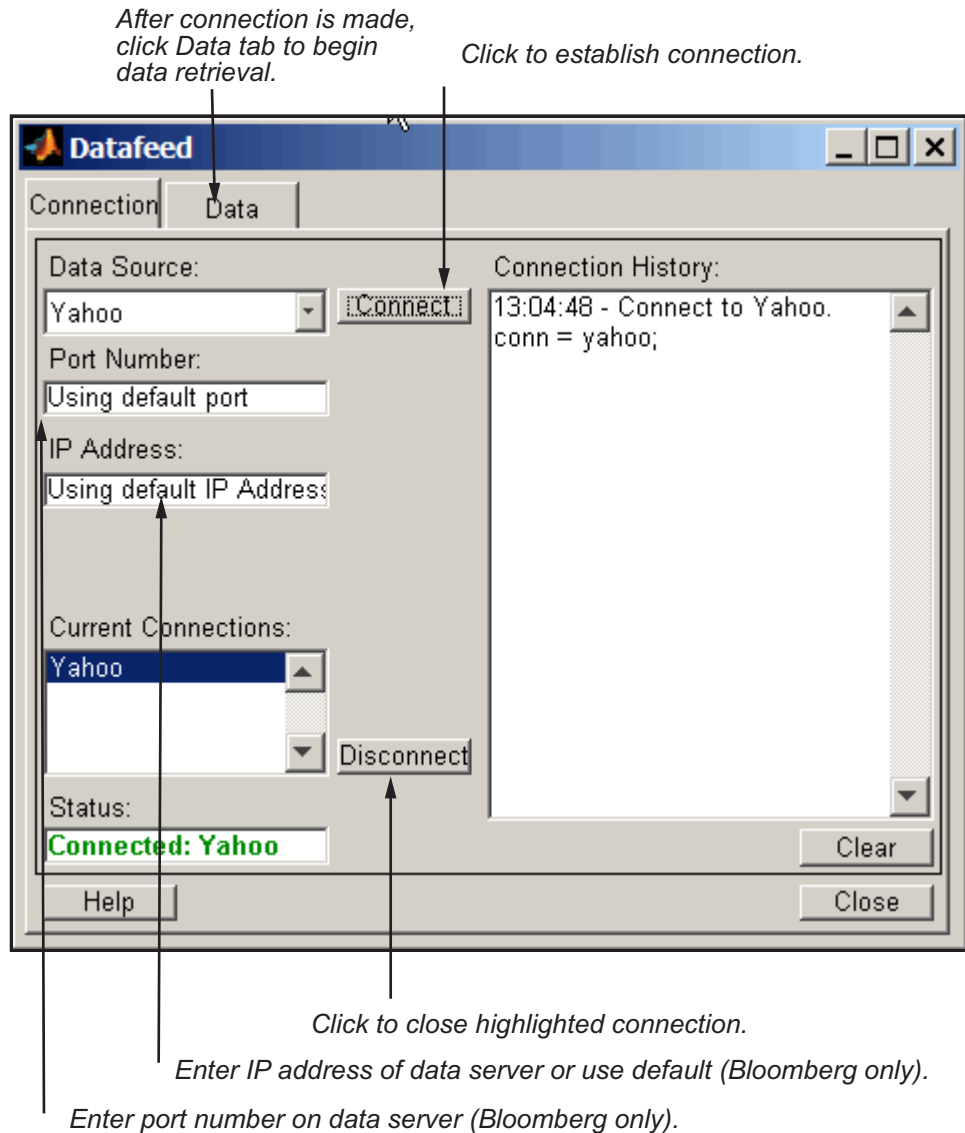 After connection is made,
click Data tab to begin
data retrieval.
Click to establish connection.
Datafeed
Connection
Data
Data Source:
Yahoo
Connect
Port Number:
Using default port
IP Address:
Using default IP Address
Current Connections:
Yahoo
Disconnect
Status:
Connected: Yahoo
Connection History:
13:04:48 - Connect to Yahoo.
conn = yahoo;
Clear
Help
Close
Click to close highlighted connection.
Enter IP address of data server or use default (Bloomberg only).
Enter port number on data server (Bloomberg only).